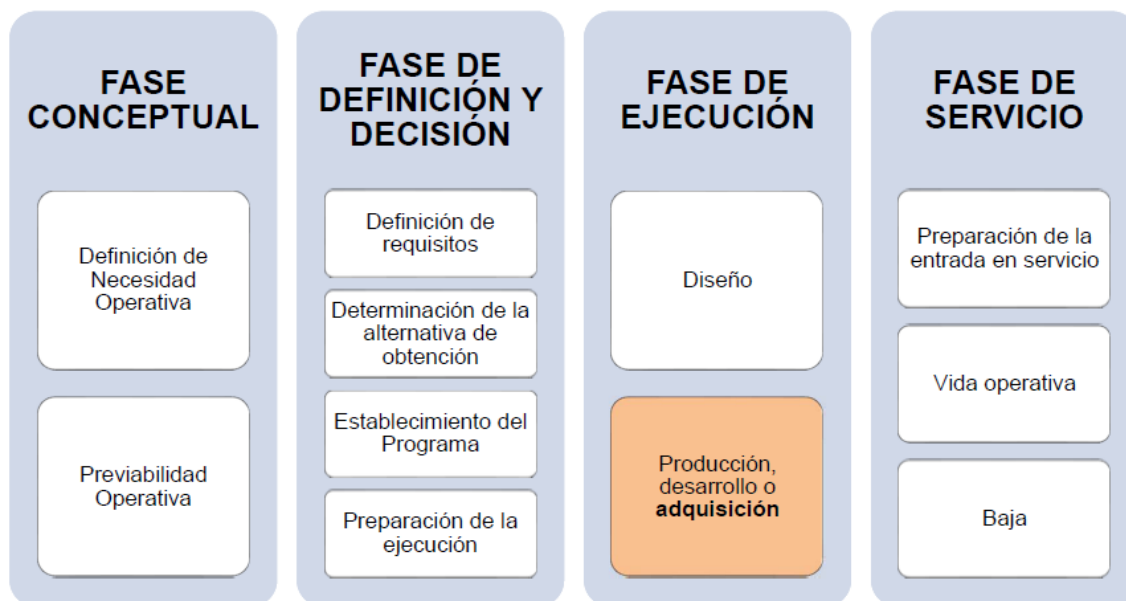 FASE
CONCEPTUAL
Definición de
Necesidad
Operativa
Previabilidad
Operativa
FASE DE
DEFINICIÓN Y
DECISIÓN
Definición de
requisitos
Determinación de la
alternativa de
obtención
Establecimiento del
Programa
Preparación de la
ejecución
FASE DE
EJECUCIÓN
Diseño
Producción,
desarrollo o
adquisición
FASE DE
SERVICIO
Preparación de la
entrada en servicio
Vida operativa
Baja